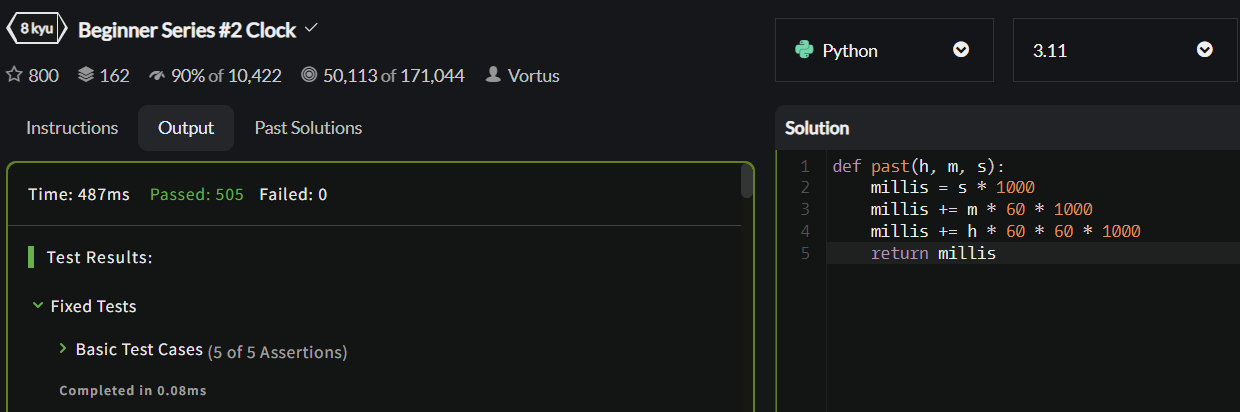 8 kyu Beginner Series #2 Clock
800 162 90% of 10,422 50,113 of 171,044 Vortus
Python 3.11
Instructions Output Past Solutions
Time: 487ms Passed: 505 Failed: 0
Test Results:
Fixed Tests
Basic Test Cases (5 of 5 Assertions)
Completed in 0.08ms
Solution
1 def past(h, m, s):
2     millis = s * 1000
3     millis += m * 60 * 1000
4     millis += h * 60 * 60 * 1000
5     return millis